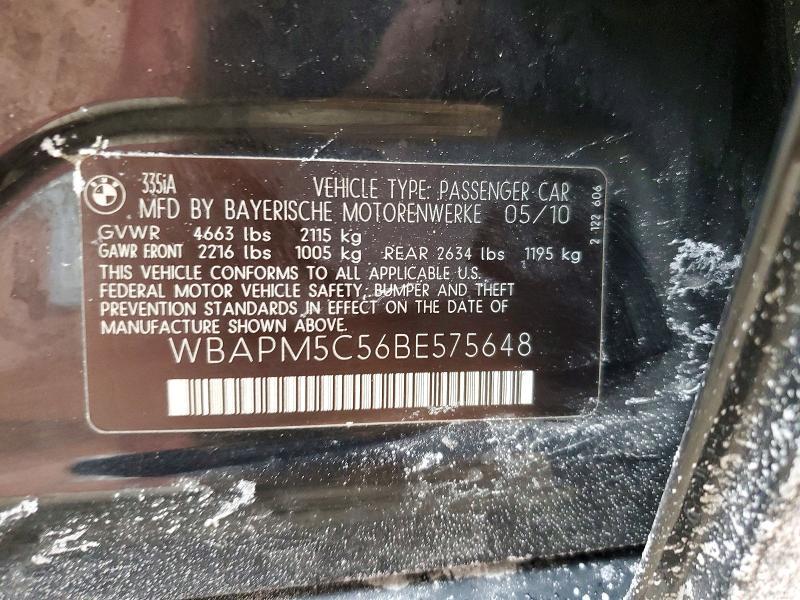 335iA VEHICLE TYPE: PASSENGER CAR
MFD BY BAYERISCHE MOTORENWERKE 05/10
GVWR 4663 lbs 2115 kg
GAWR FRONT 2216 lbs 1005 kg REAR 2634 lbs 1195 kg
THIS VEHICLE CONFORMS TO ALL APPLICABLE U.S.
FEDERAL MOTOR VEHICLE SAFETY, BUMPER AND THEFT
PREVENTION STANDARDS IN EFFECT ON THE DATE OF
MANUFACTURE SHOWN ABOVE.
WBAPM5C56BE575648
2 122 606